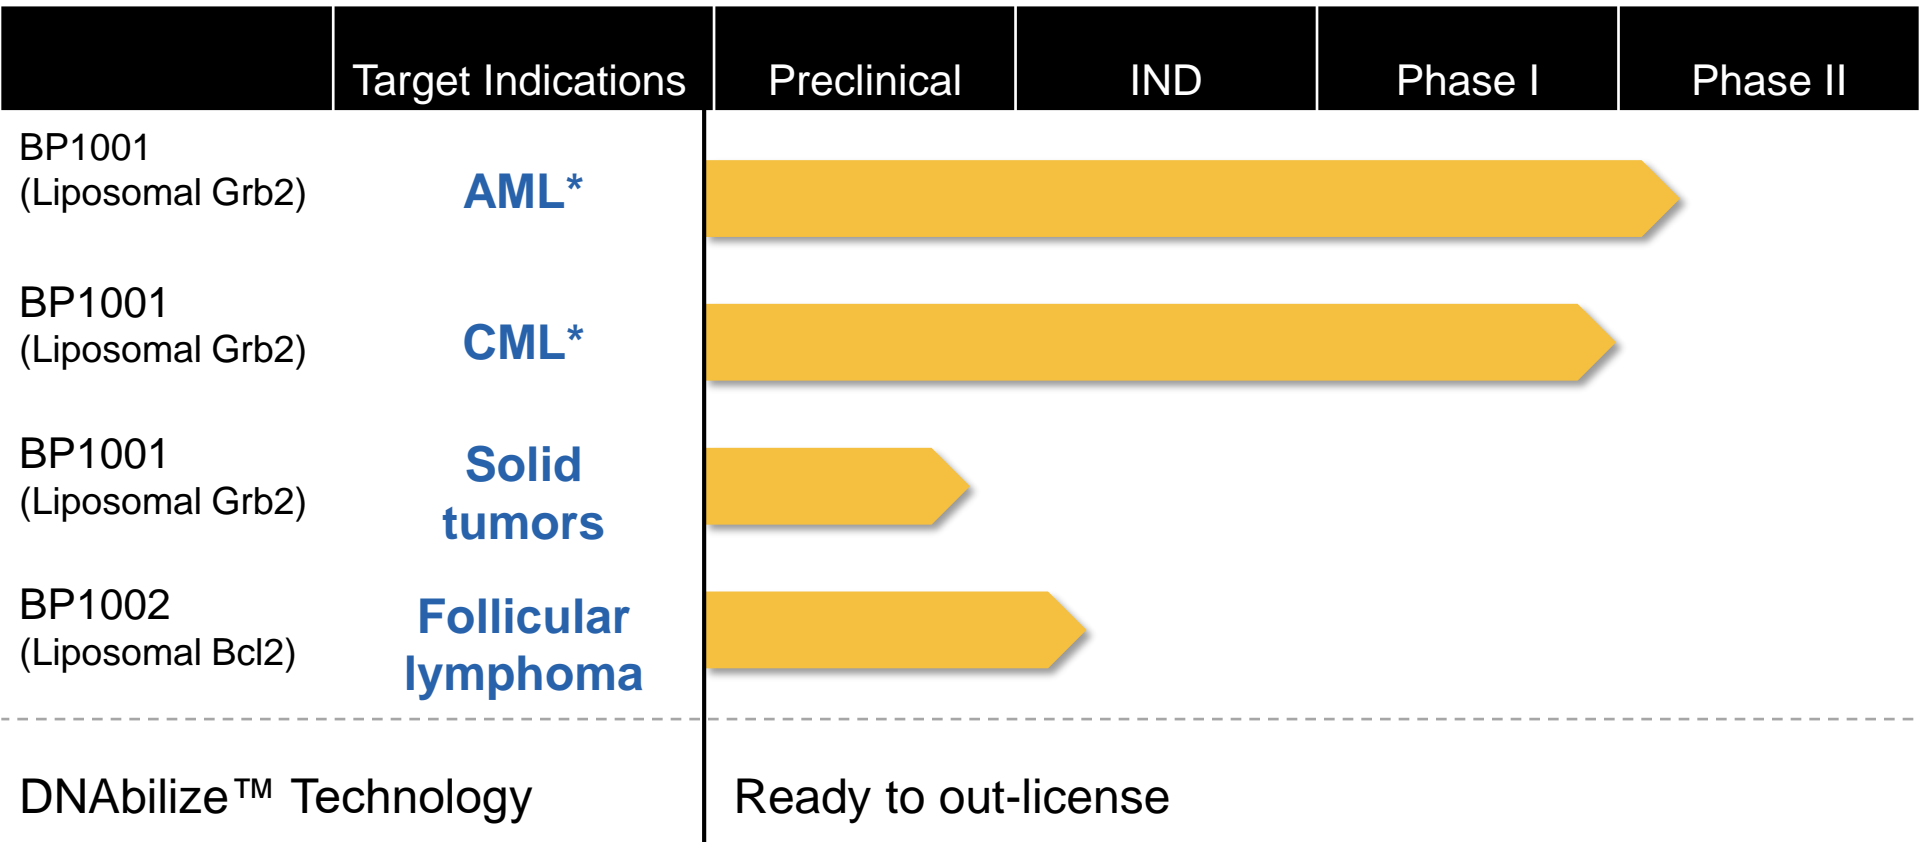 Target Indications Preclinical IND Phase I Phase II
BP1001
(Liposomal Grb2)
AML*
BP1001
(Liposomal Grb2)
CML*
BP1001
(Liposomal Grb2)
Solid
tumors
BP1002
(Liposomal Bcl2)
Follicular
lymphoma
DNAbilize™ Technology
Ready to out-license